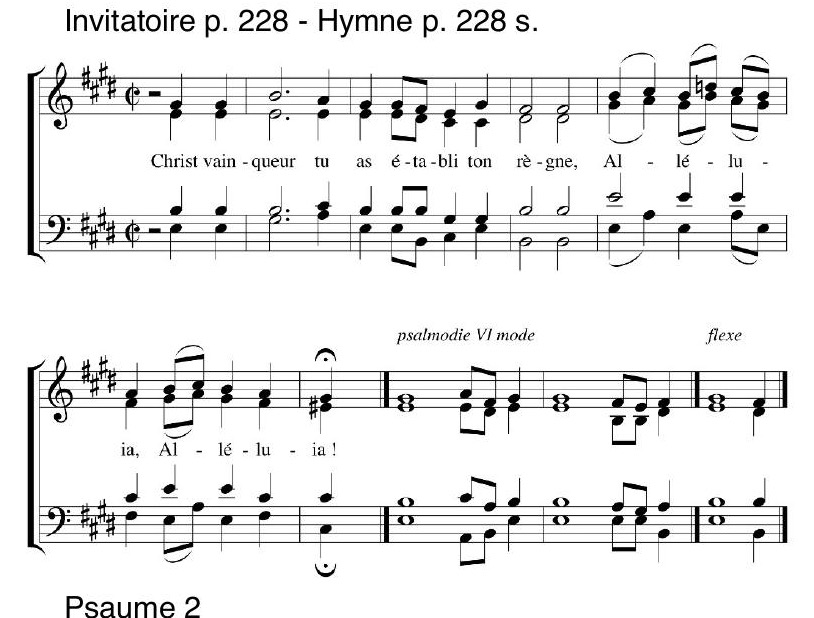 Invitatoire p. 228 - Hymne p. 228 s.
Christ vain - queur tu as é - ta - bli ton rè - gne, Al - lé - lu -
psalmodie VI mode flexe
ia, Al - lé - lu - ia !
Psaume 2